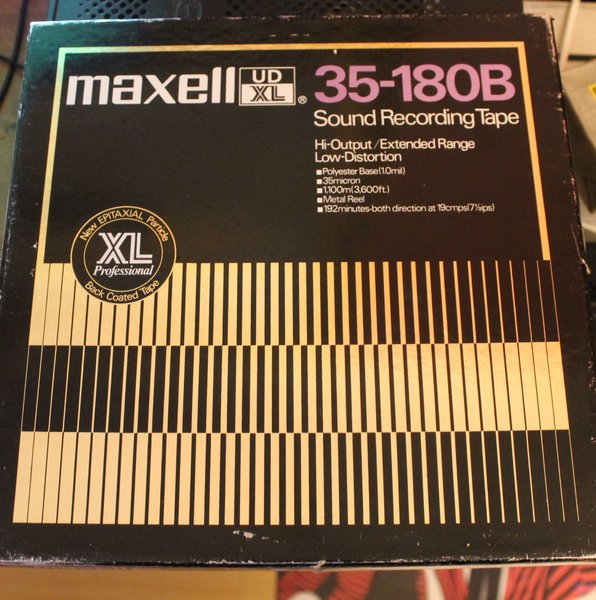 maxell UD XL ® 35-180B
Sound Recording Tape
Hi-Output/Extended Range
Low-Distortion
■Polyester Base(1.0mil)
■35micron
■1,100m(3,600ft.)
■Metal Reel
■192minutes-both direction at 19cmps(7½ips)
New EPITAXIAL Particle
XL
Professional
Back Coated Tape